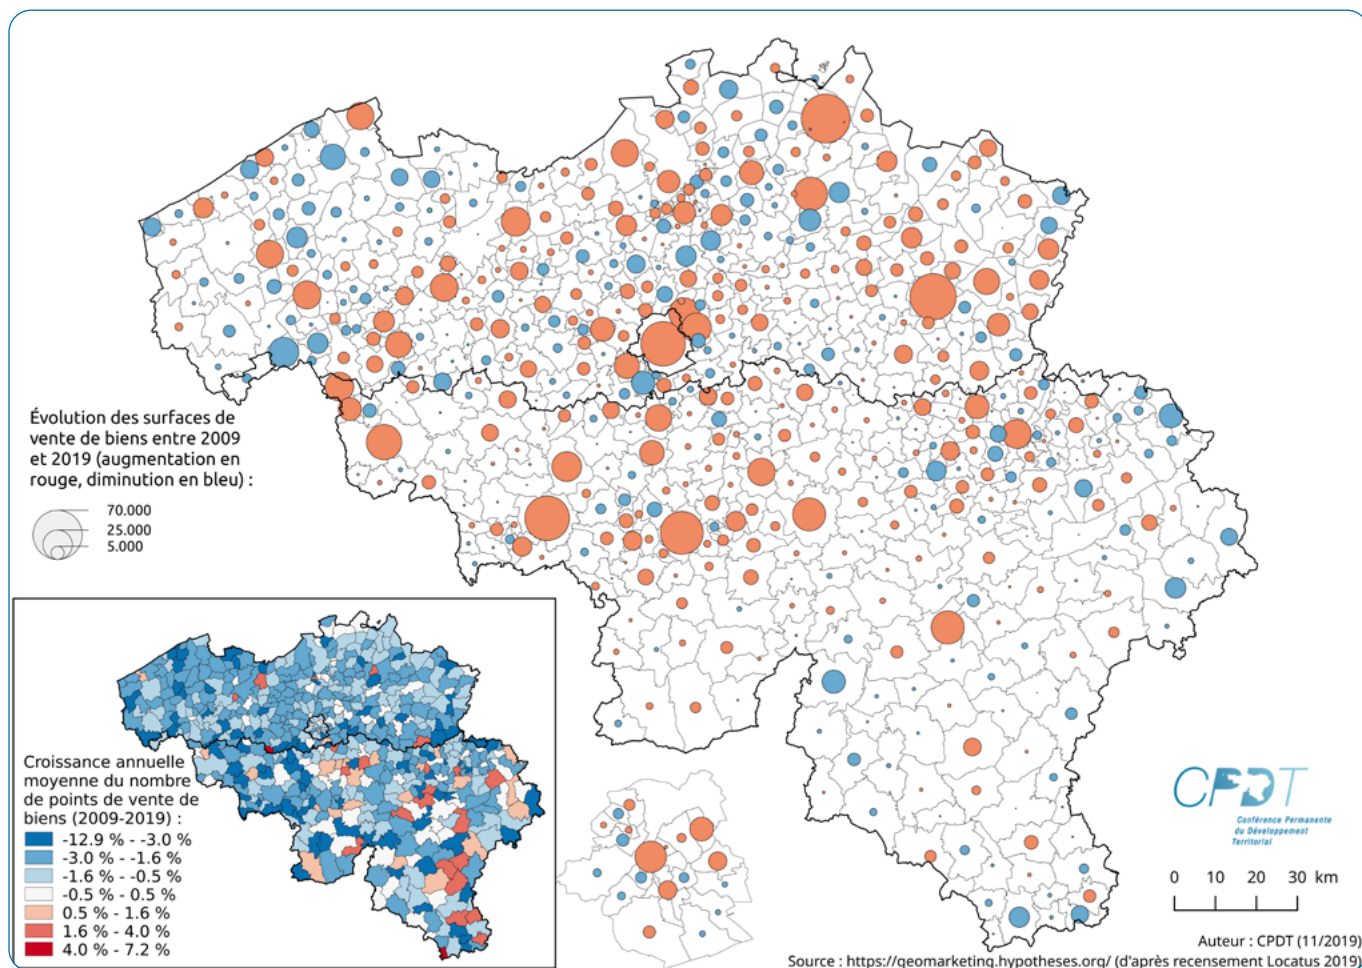 Évolution des surfaces de
vente de biens entre 2009
et 2019 (augmentation en
rouge, diminution en bleu) :
70.000
25.000
5.000
Croissance annuelle
moyenne du nombre
de points de vente de
biens (2009-2019) :
-12.9 % - -3.0 %
-3.0 % - -1.6 %
-1.6 % - -0.5 %
-0.5 % - 0.5 %
0.5 % - 1.6 %
1.6 % - 4.0 %
4.0 % - 7.2 %
CPDT
Conférence Permanente
du Développement
Territorial
0 10 20 30 km
Auteur : CPDT (11/2019)
Source : https://geomarketing.hypotheses.org/ (d'après recensement Locatus 2019)